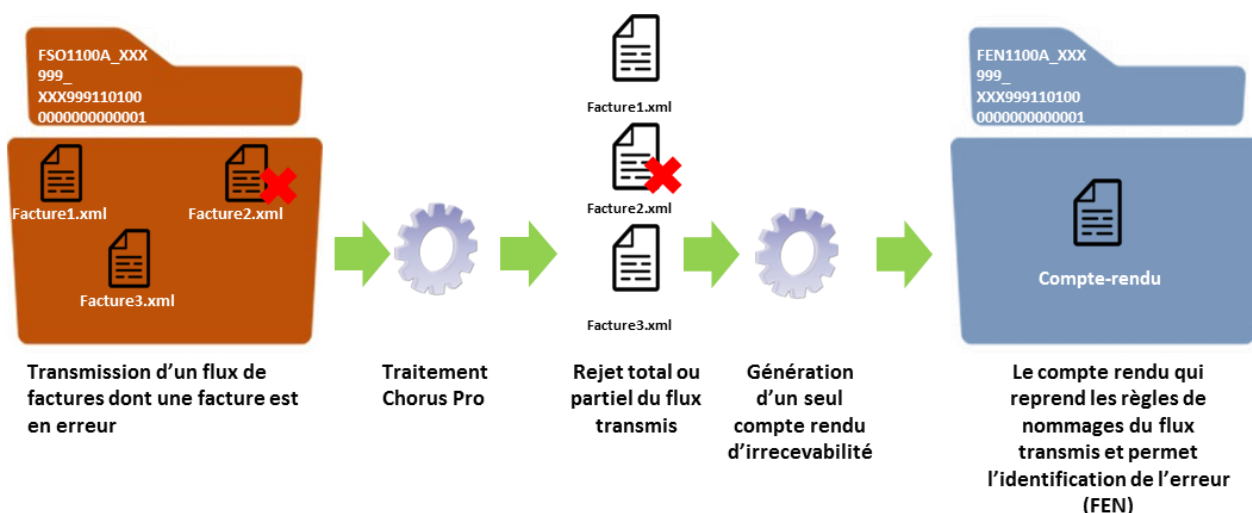 FSO1100A_XXX
999_
XXX999110100
0000000000001
Facture1.xml
Facture2.xml
Facture3.xml
Transmission d’un flux de
factures dont une facture est
en erreur
Traitement
Chorus Pro
Facture1.xml
Facture2.xml
Facture3.xml
Rejet total ou
partiel du flux
transmis
Génération
d’un seul
compte rendu
d’irrecevabilité
FEN1100A_XXX
999_
XXX999110100
0000000000001
Compte-rendu
Le compte rendu qui
reprend les règles de
nommages du flux
transmis et permet
l’identification de l’erreur
(FEN)